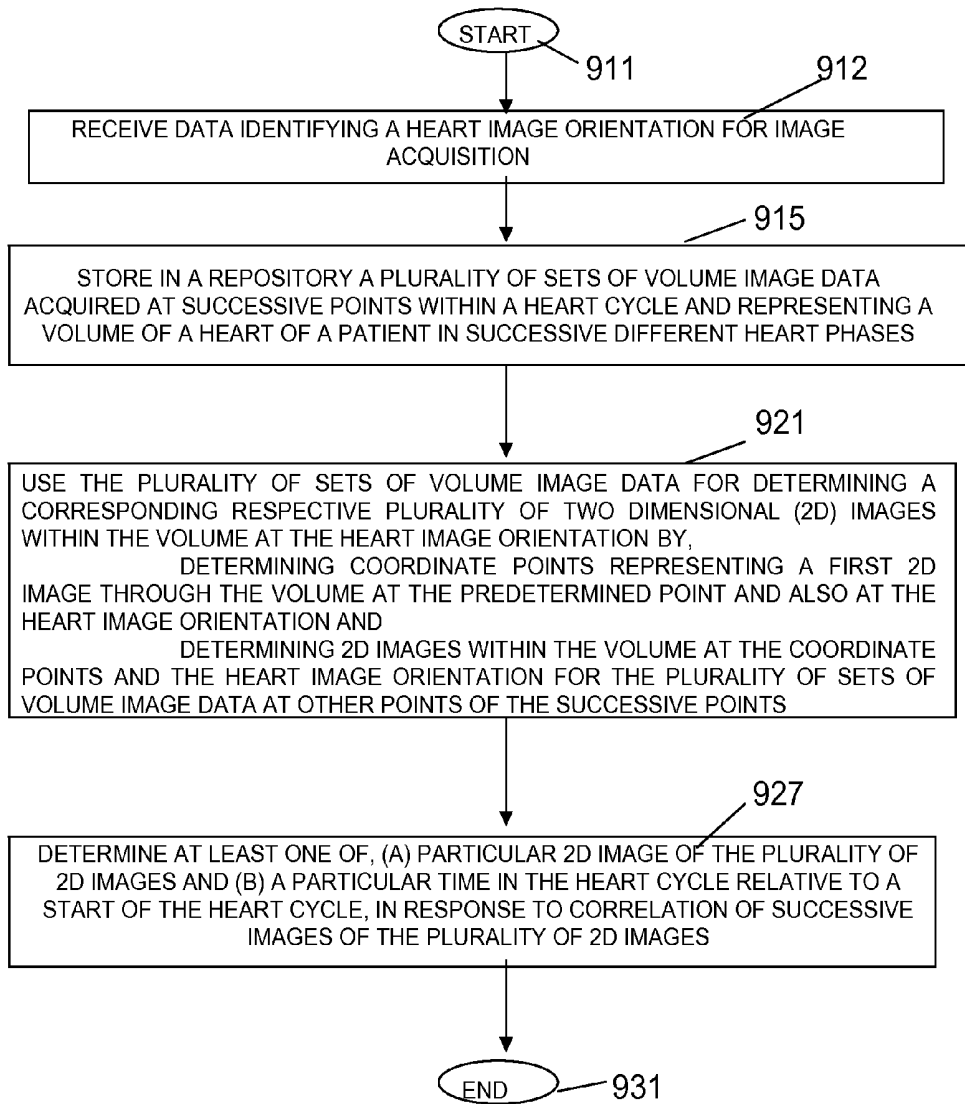 START
911
912
RECEIVE DATA IDENTIFYING A HEART IMAGE ORIENTATION FOR IMAGE
ACQUISITION
915
STORE IN A REPOSITORY A PLURALITY OF SETS OF VOLUME IMAGE DATA
ACQUIRED AT SUCCESSIVE POINTS WITHIN A HEART CYCLE AND REPRESENTING A
VOLUME OF A HEART OF A PATIENT IN SUCCESSIVE DIFFERENT HEART PHASES
921
USE THE PLURALITY OF SETS OF VOLUME IMAGE DATA FOR DETERMINING A
CORRESPONDING RESPECTIVE PLURALITY OF TWO DIMENSIONAL (2D) IMAGES
WITHIN THE VOLUME AT THE HEART IMAGE ORIENTATION BY,
DETERMINING COORDINATE POINTS REPRESENTING A FIRST 2D
IMAGE THROUGH THE VOLUME AT THE PREDETERMINED POINT AND ALSO AT THE
HEART IMAGE ORIENTATION AND
DETERMINING 2D IMAGES WITHIN THE VOLUME AT THE COORDINATE
POINTS AND THE HEART IMAGE ORIENTATION FOR THE PLURALITY OF SETS OF
VOLUME IMAGE DATA AT OTHER POINTS OF THE SUCCESSIVE POINTS
927
DETERMINE AT LEAST ONE OF, (A) PARTICULAR 2D IMAGE OF THE PLURALITY OF
2D IMAGES AND (B) A PARTICULAR TIME IN THE HEART CYCLE RELATIVE TO A
START OF THE HEART CYCLE, IN RESPONSE TO CORRELATION OF SUCCESSIVE
IMAGES OF THE PLURALITY OF 2D IMAGES
END
931